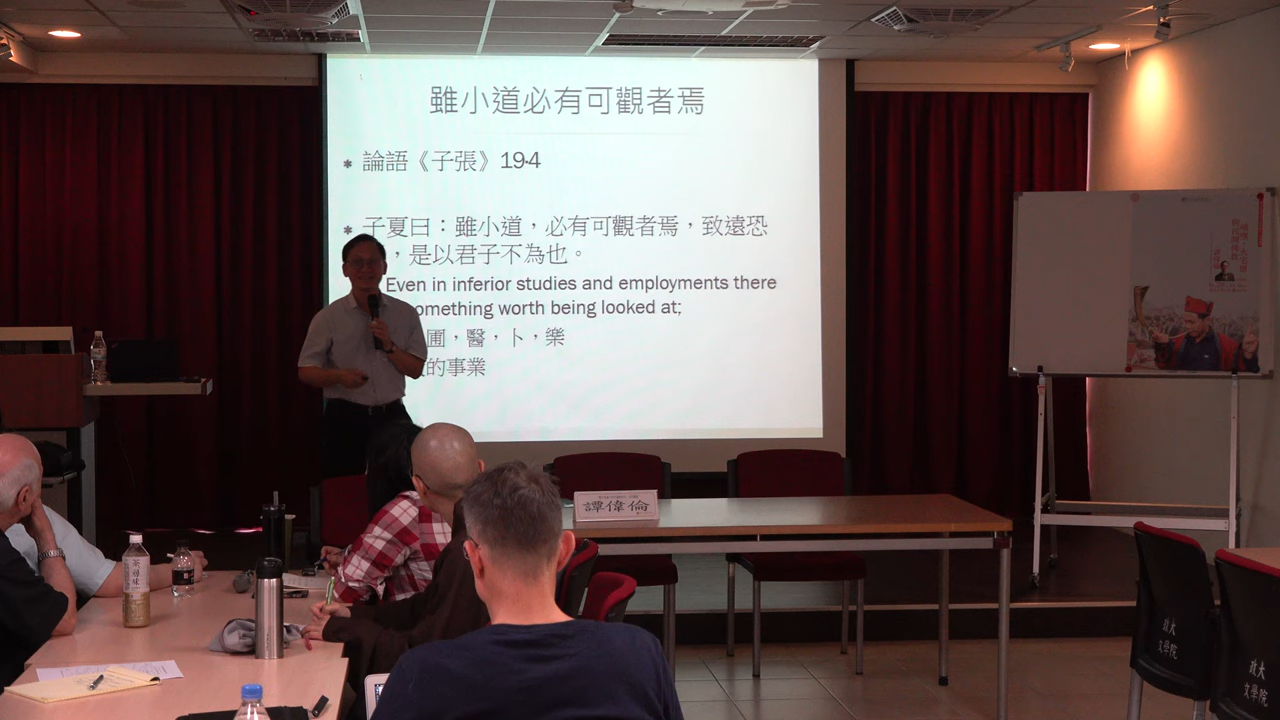 雖小道必有可觀者焉
* 論語《子張》19·4
* 子夏曰：雖小道，必有可觀者焉，致遠恐
，是以君子不為也。
Even in inferior studies and employments there
omething worth being looked at;
圃，醫，卜，樂
的事業
譚偉倫
茶尋味
政大
文學院
政大
文學院